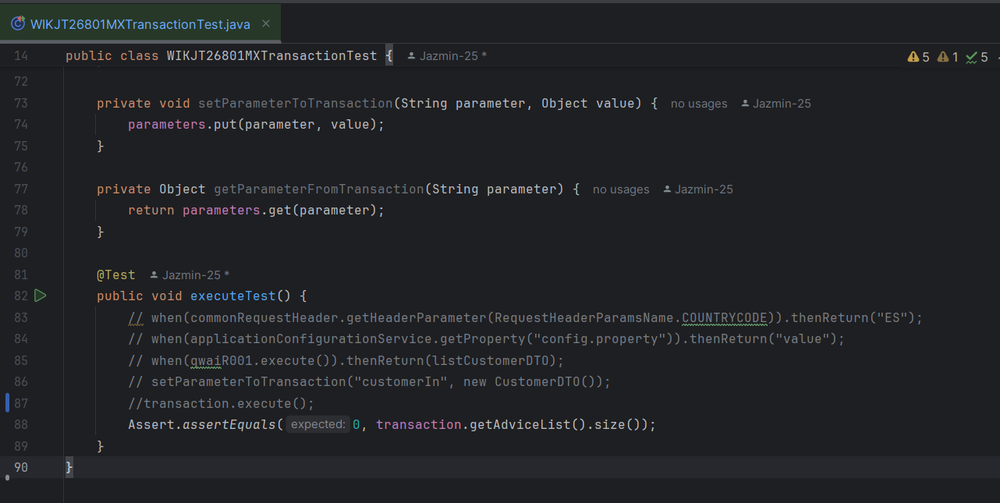 WIKJT26801MXTransactionTest.java
14 public class WIKJT26801MXTransactionTest { Jazmin-25 * 5 1 5
72
73 private void setParameterToTransaction(String parameter, Object value) { no usages Jazmin-25
74 parameters.put(parameter, value);
75 }
76
77 private Object getParameterFromTransaction(String parameter) { no usages Jazmin-25
78 return parameters.get(parameter);
79 }
80
81 @Test Jazmin-25 *
82 public void executeTest() {
83 // when(commonRequestHeader.getHeaderParameter(RequestHeaderParamsName.COUNTRYCODE)).thenReturn("ES");
84 // when(applicationConfigurationService.getProperty("config.property")).thenReturn("value");
85 // when(qwaiR001.execute()).thenReturn(listCustomerDTO);
86 // setParameterToTransaction("customerIn", new CustomerDTO());
87 //transaction.execute();
88 Assert.assertEquals( expected: 0, transaction.getAdviceList().size());
89 }
90 }